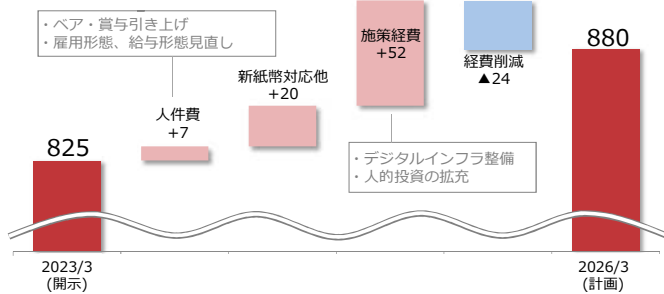 ・ベア・賞与引き上げ
・雇用形態、給与形態見直し
施策経費
+52
経費削減
▲24
880
新紙幣対応他
+20
人件費
+7
825
・デジタルインフラ整備
・人的投資の拡充
2023/3
(開示)
2026/3
(計画)